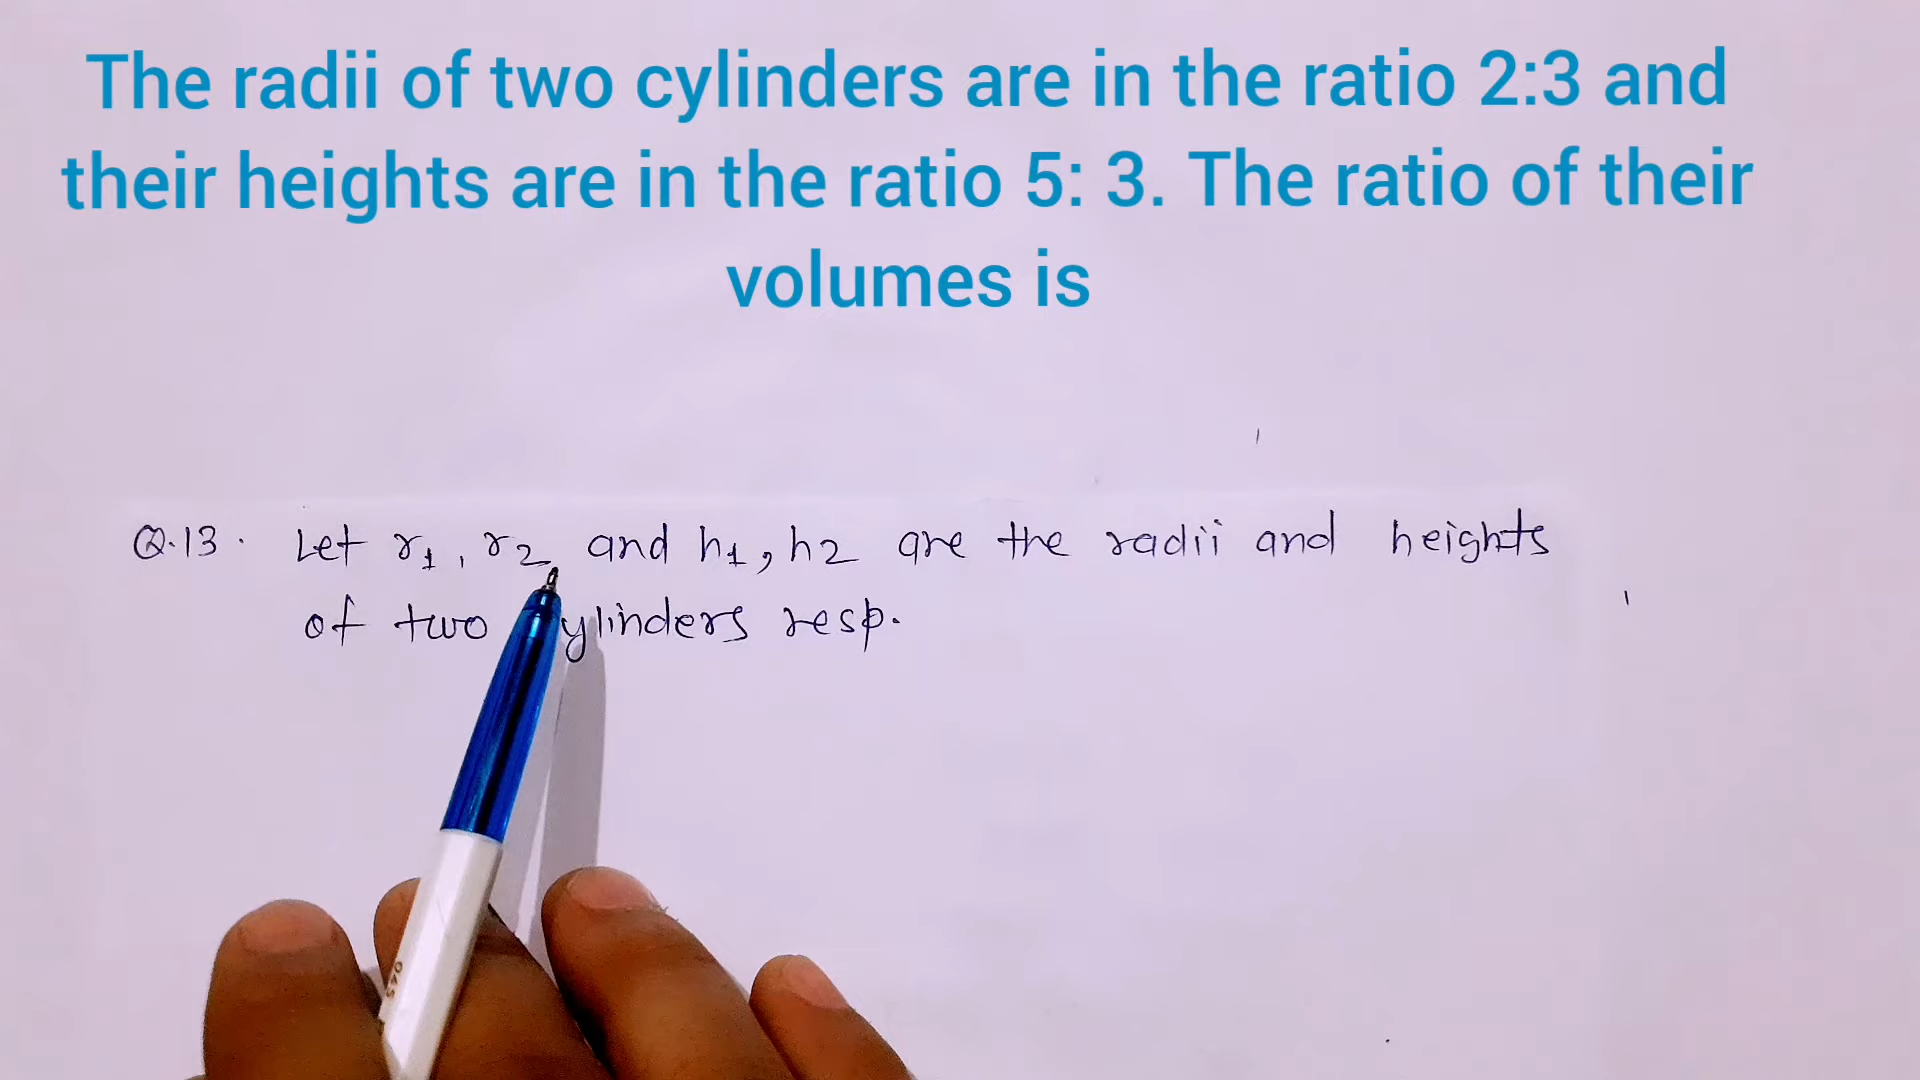 The radii of two cylinders are in the ratio 2:3 and
their heights are in the ratio 5: 3. The ratio of their
volumes is
Q.13. Let r1, r2 and h1, h2 are the radii and heights
of two cylinders resp.
045